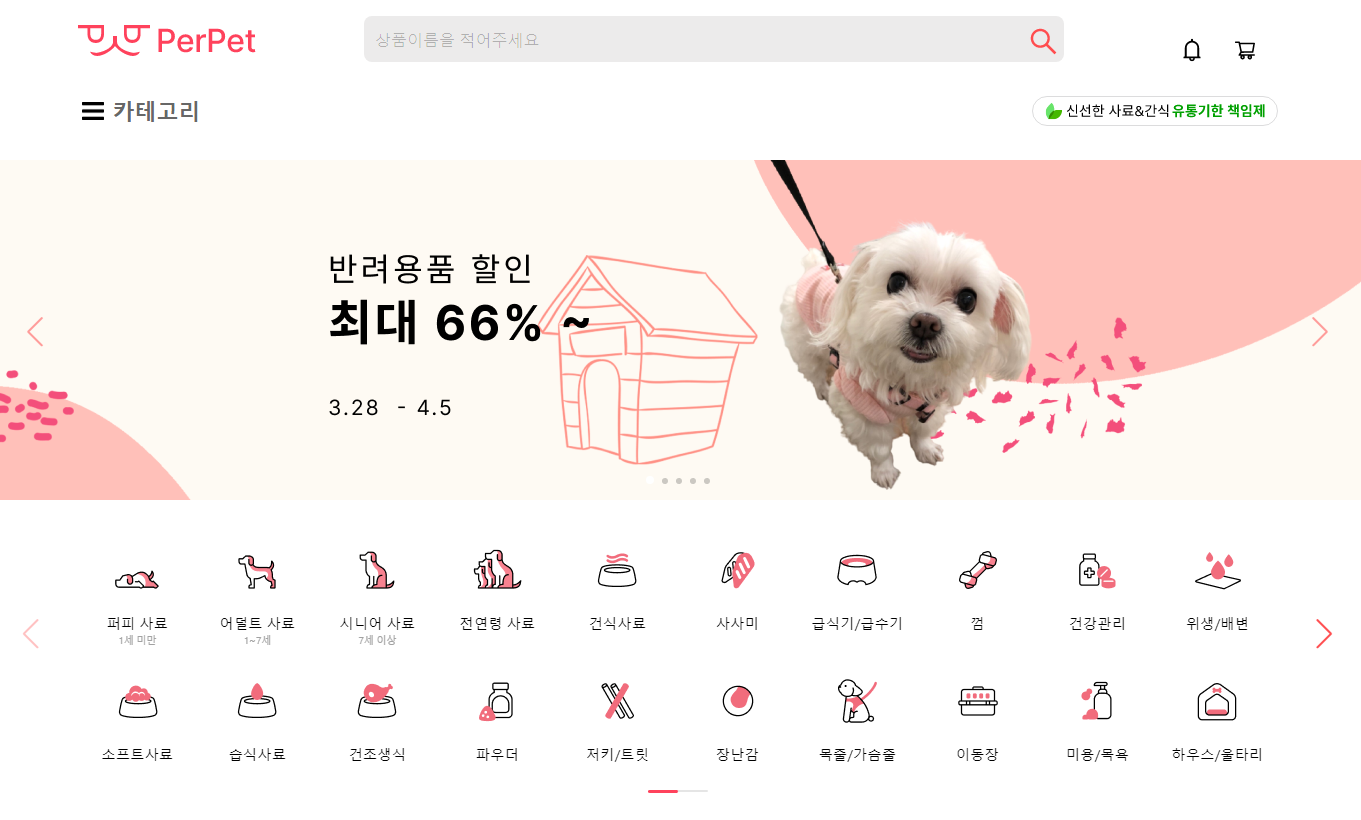 PerPet
상품이름을 적어주세요
카테고리
신선한 사료&간식 유통기한 책임제
반려용품 할인
최대 66% ~
3.28 - 4.5
퍼피 사료
1세 미만
어덜트 사료
1~7세
시니어 사료
7세 이상
전연령 사료
건식사료
사사미
급식기/급수기
껌
건강관리
위생/배변
소프트사료
습식사료
건조생식
파우더
저키/트릿
장난감
목줄/가슴줄
이동장
미용/목욕
하우스/울타리